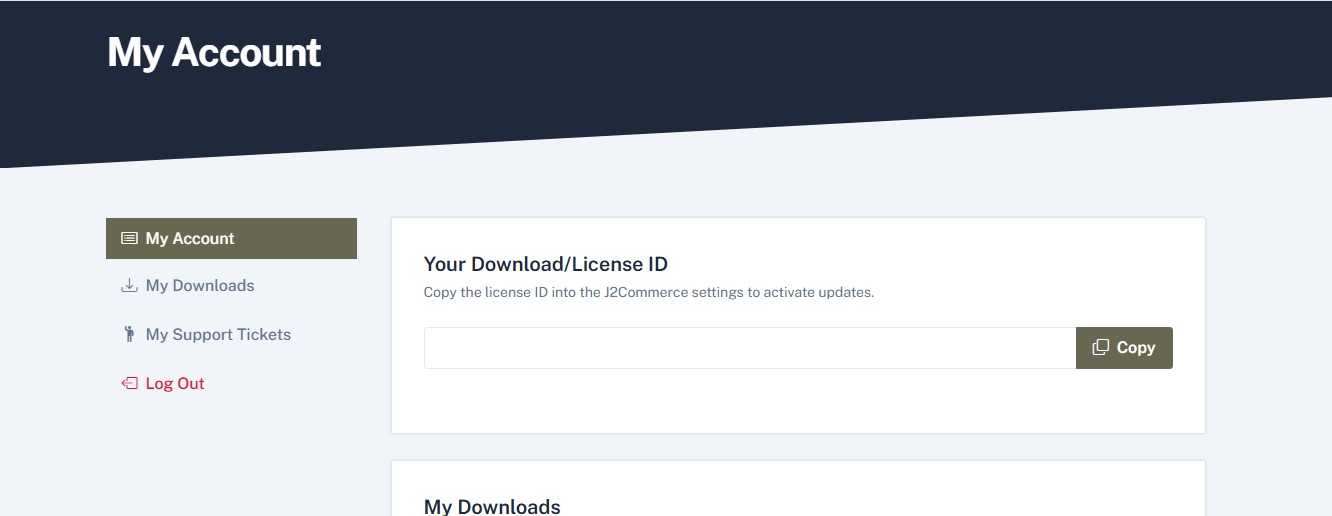 My Account
My Account
My Downloads
My Support Tickets
Log Out
Your Download/License ID
Copy the license ID into the J2Commerce settings to activate updates.
Copy
My Downloads